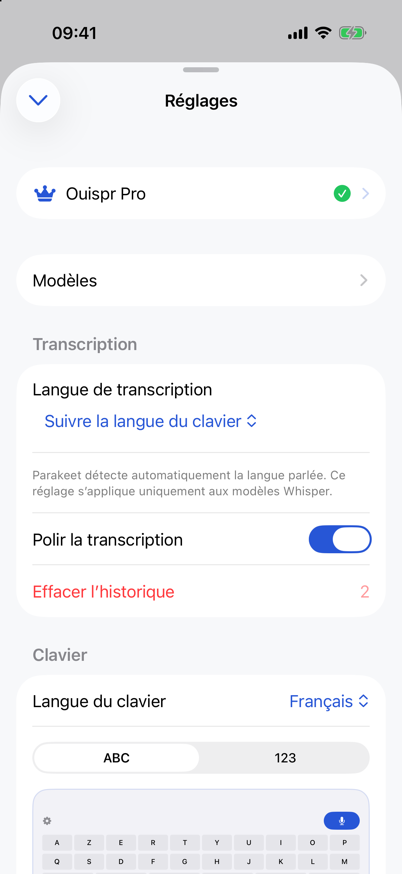 09:41
Réglages
Ouispr Pro
Modèles
Transcription
Langue de transcription
Suivre la langue du clavier
Parakeet détecte automatiquement la langue parlée. Ce
réglage s’applique uniquement aux modèles Whisper.
Polir la transcription
Effacer l’historique 2
Clavier
Langue du clavier Français
ABC 123
A Z E R T Y U I O P
Q S D F G H J K L M